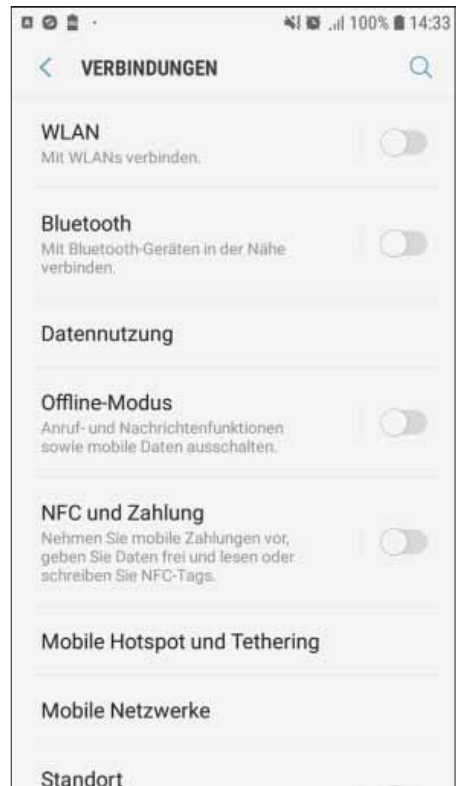 100% 14:33
VERBINDUNGEN
WLAN
Mit WLANs verbinden.
Bluetooth
Mit Bluetooth-Geräten in der Nähe
verbinden.
Datennutzung
Offline-Modus
Anruf- und Nachrichtenfunktionen
sowie mobile Daten ausschalten.
NFC und Zahlung
Nehmen Sie mobile Zahlungen vor,
geben Sie Daten frei und lesen oder
schreiben Sie NFC-Tags.
Mobile Hotspot und Tethering
Mobile Netzwerke
Standort